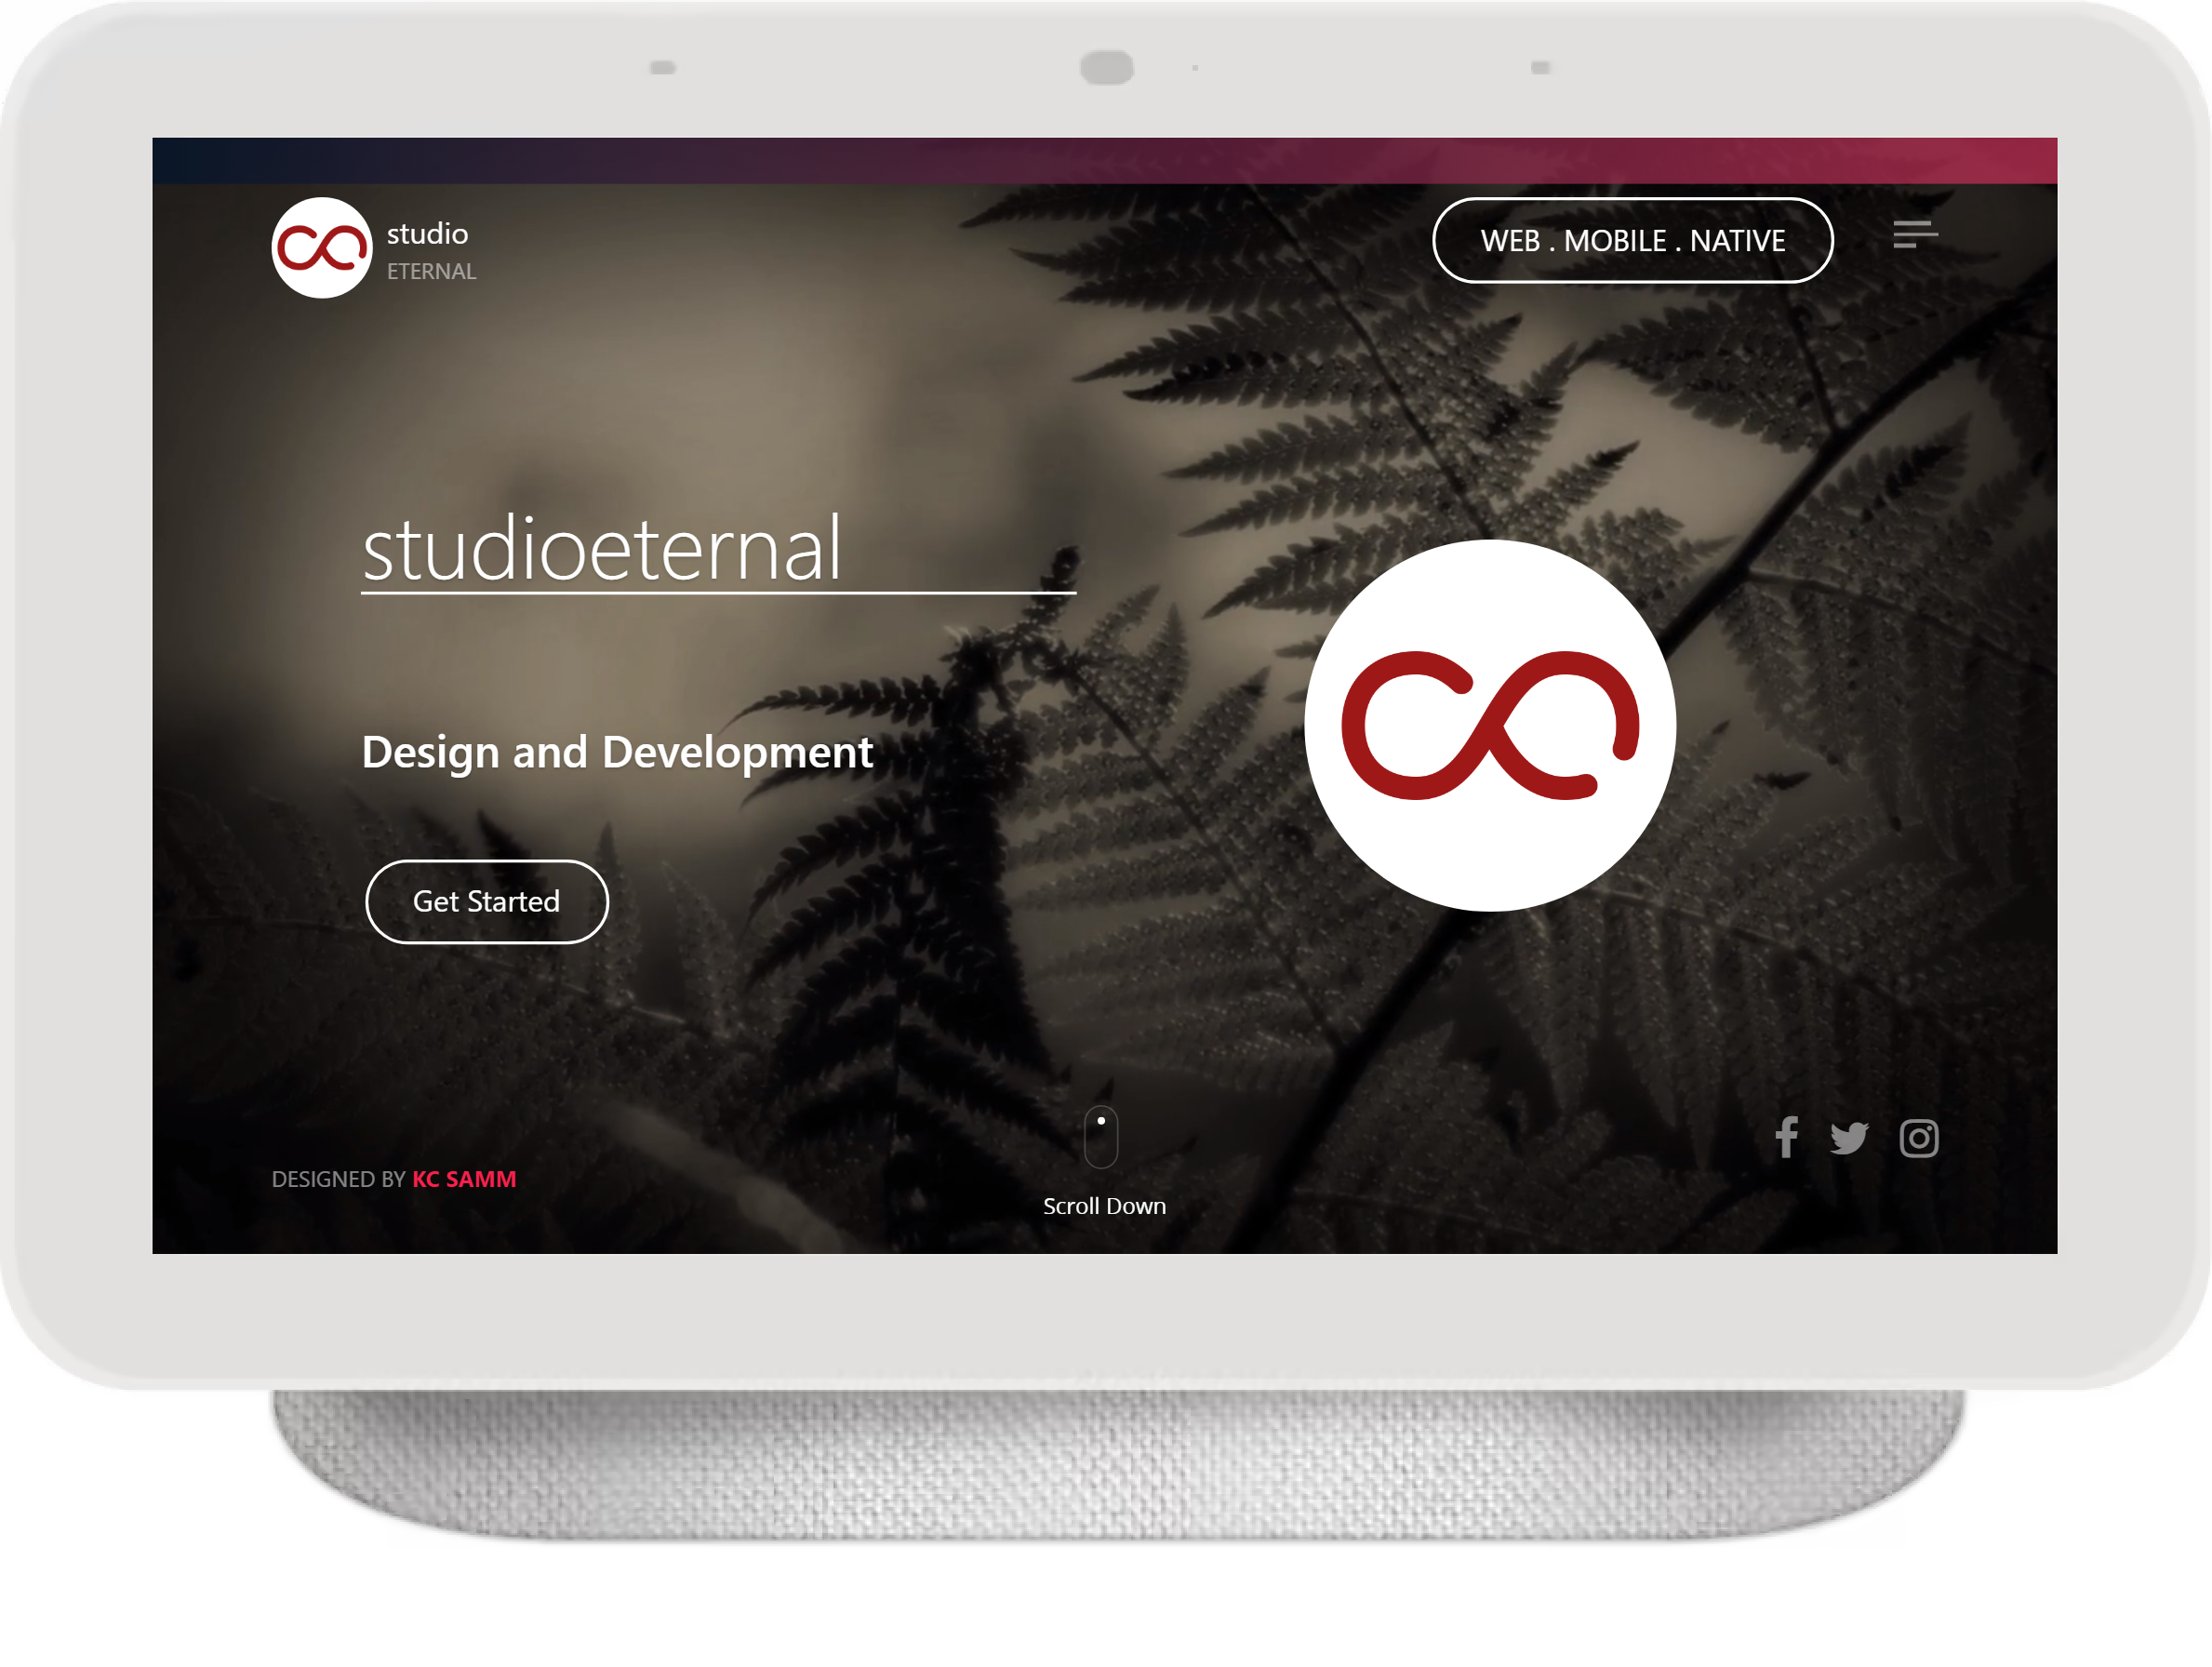 studio
ETERNAL
WEB . MOBILE . NATIVE
studioeternal
Design and Development
Get Started
DESIGNED BY KC SAMM
Scroll Down